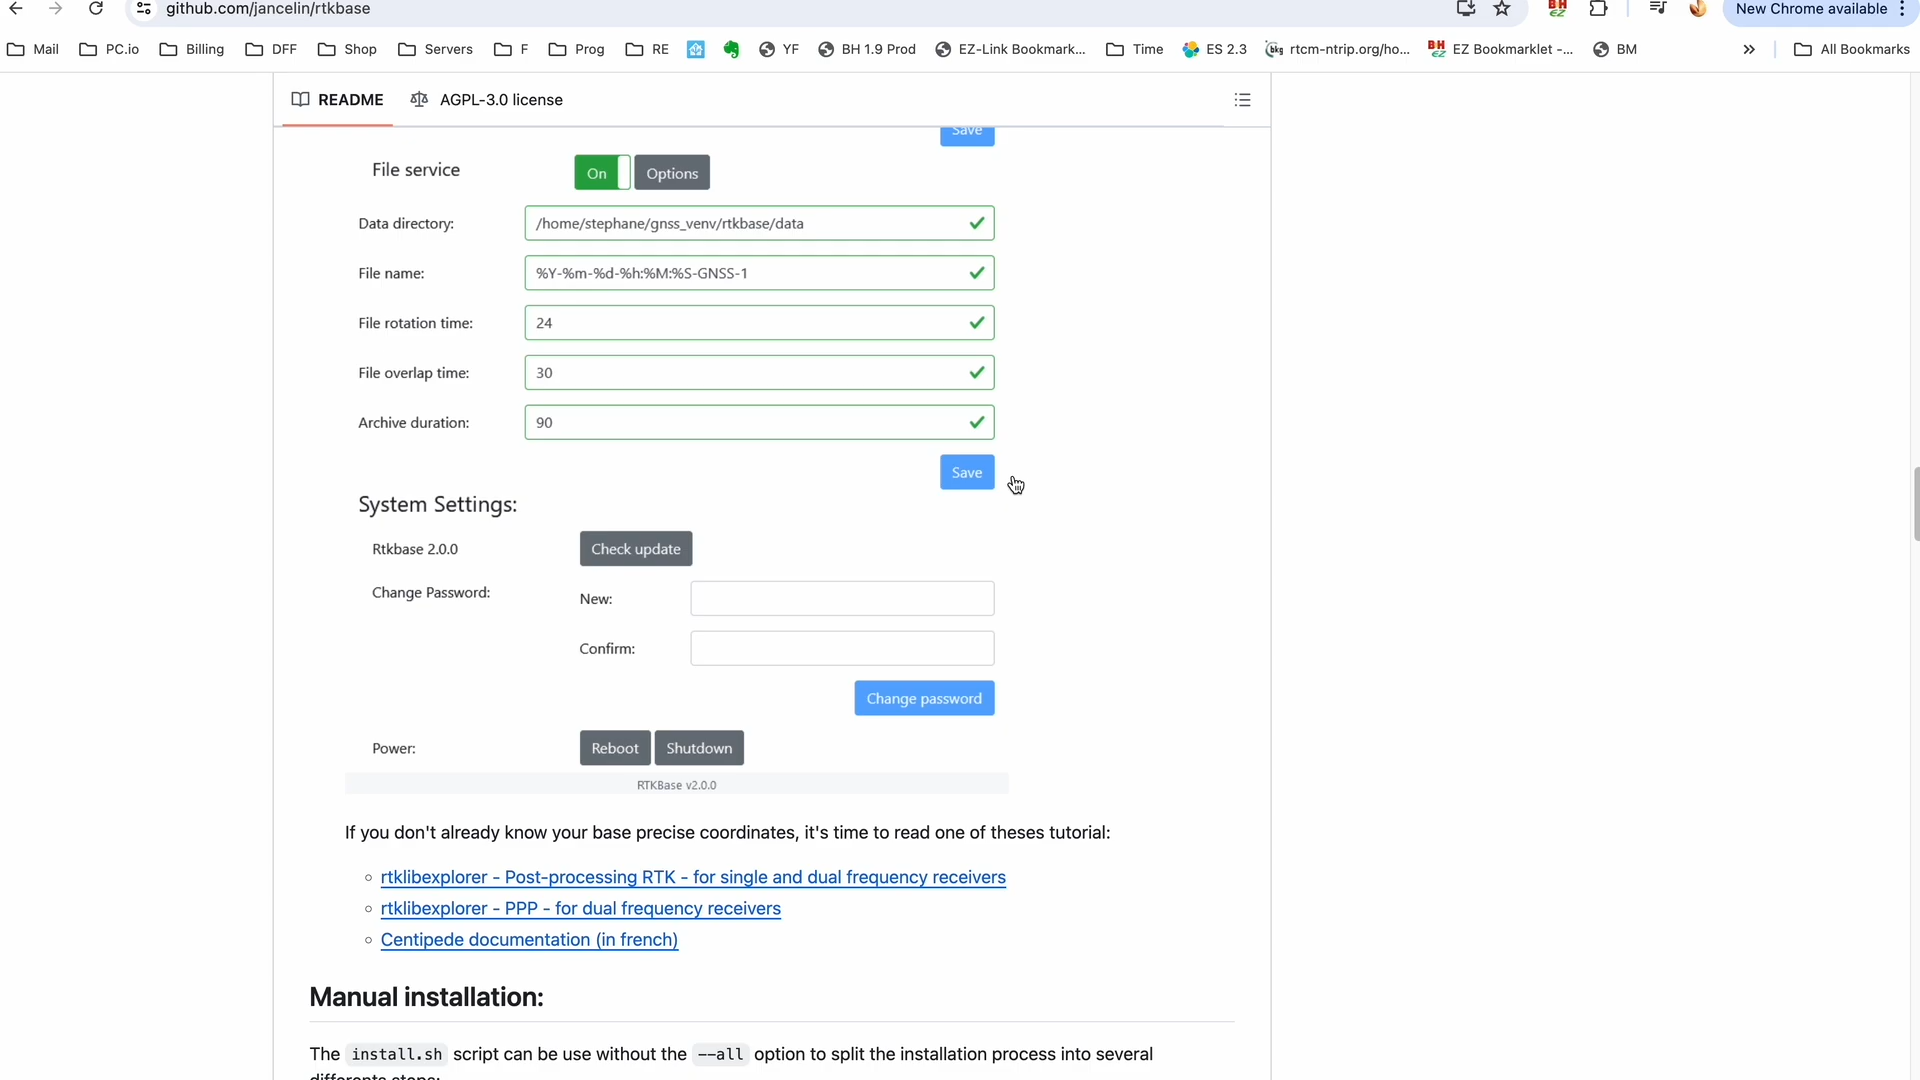 github.com/jancelin/rtkbase
New Chrome available
Mail PC.io Billing DFF Shop Servers F Prog RE YF BH 1.9 Prod EZ-Link Bookmark... Time ES 2.3 bkg rtcm-ntrip.org/ho... BH EZ EZ Bookmarklet -... BM » All Bookmarks
README AGPL-3.0 license
Save
File service On Options
Data directory: /home/stephane/gnss_venv/rtkbase/data
File name: %Y-%m-%d-%h:%M:%S-GNSS-1
File rotation time: 24
File overlap time: 30
Archive duration: 90
Save
System Settings:
Rtkbase 2.0.0 Check update
Change Password: New:
Confirm:
Change password
Power: Reboot Shutdown
RTKBase v2.0.0
If you don't already know your base precise coordinates, it's time to read one of theses tutorial:
rtklibexplorer - Post-processing RTK - for single and dual frequency receivers
rtklibexplorer - PPP - for dual frequency receivers
Centipede documentation (in french)
Manual installation:
The install.sh script can be use without the --all option to split the installation process into several
differents steps: